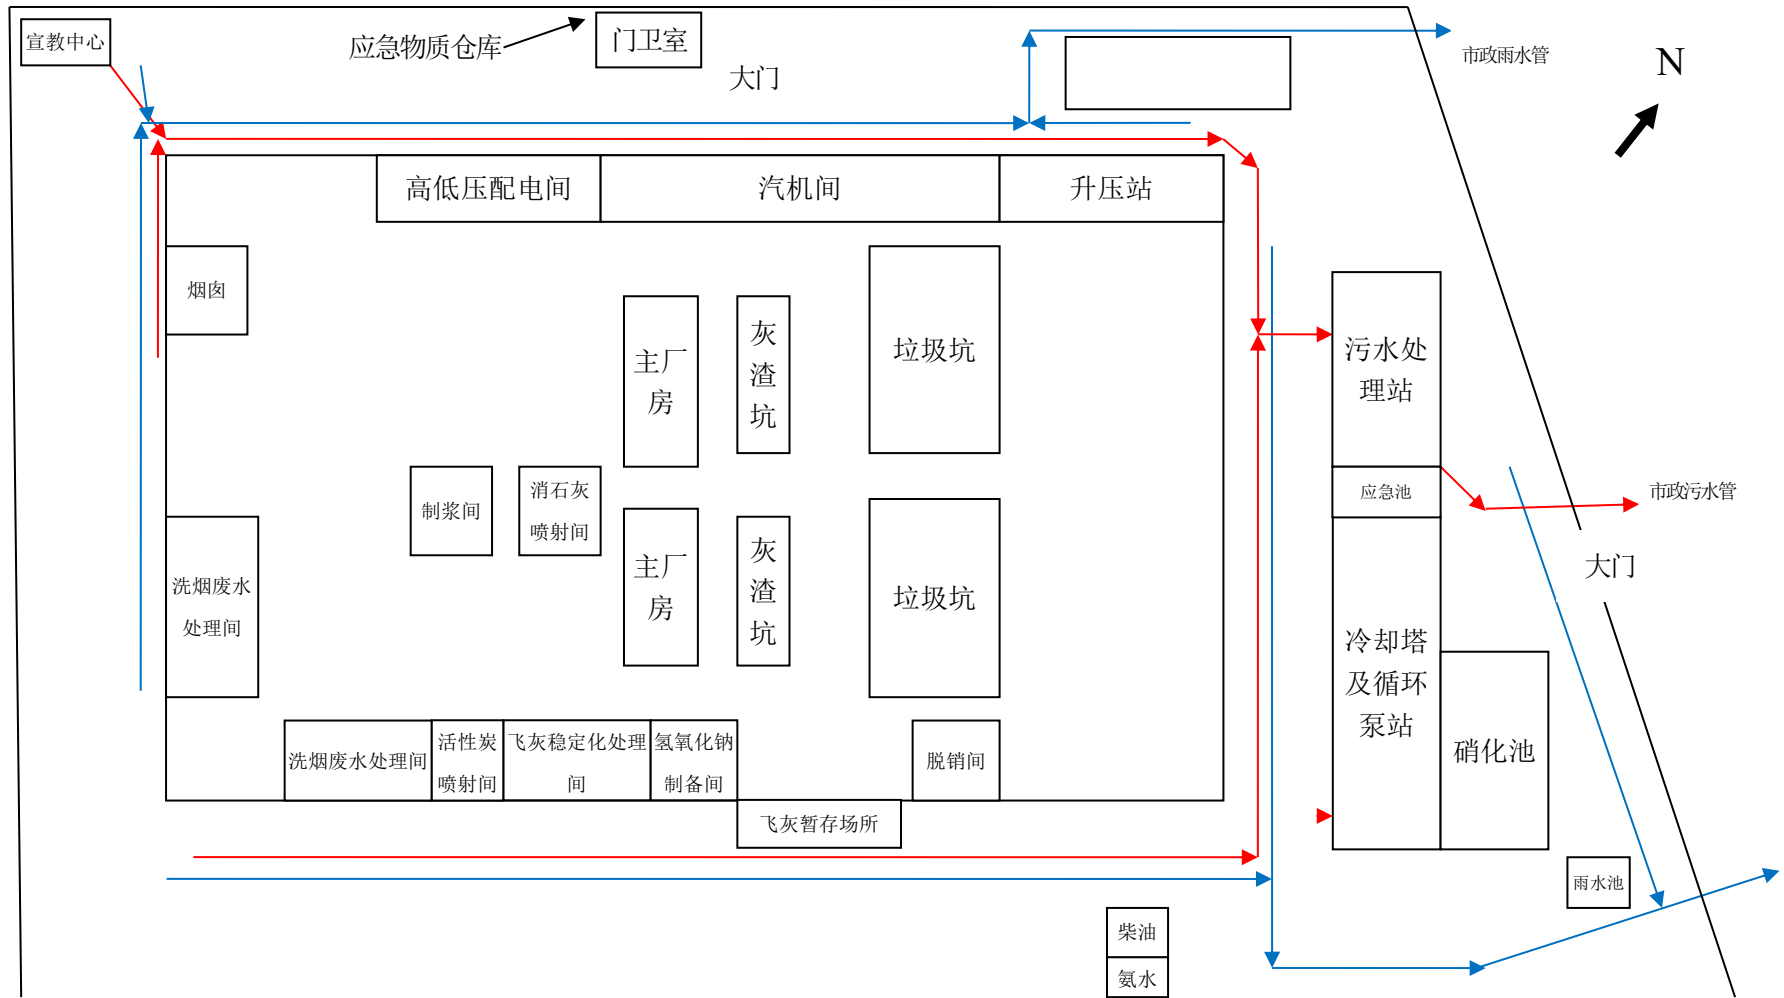 宣教中心
应急物质仓库
门卫室
大门
市政雨水管
N
高低压配电间
汽机间
升压站
烟囱
主厂
房
灰
渣
坑
垃圾坑
污水处
理站
制浆间
消石灰
喷射间
应急池
市政污水管
洗烟废水
处理间
主厂
房
灰
渣
坑
垃圾坑
大门
冷却塔
及循环
泵站
硝化池
洗烟废水处理间
活性炭
喷射间
飞灰稳定化处理
间
氢氧化钠
制备间
脱销间
飞灰暂存场所
雨水池
柴油
氨水